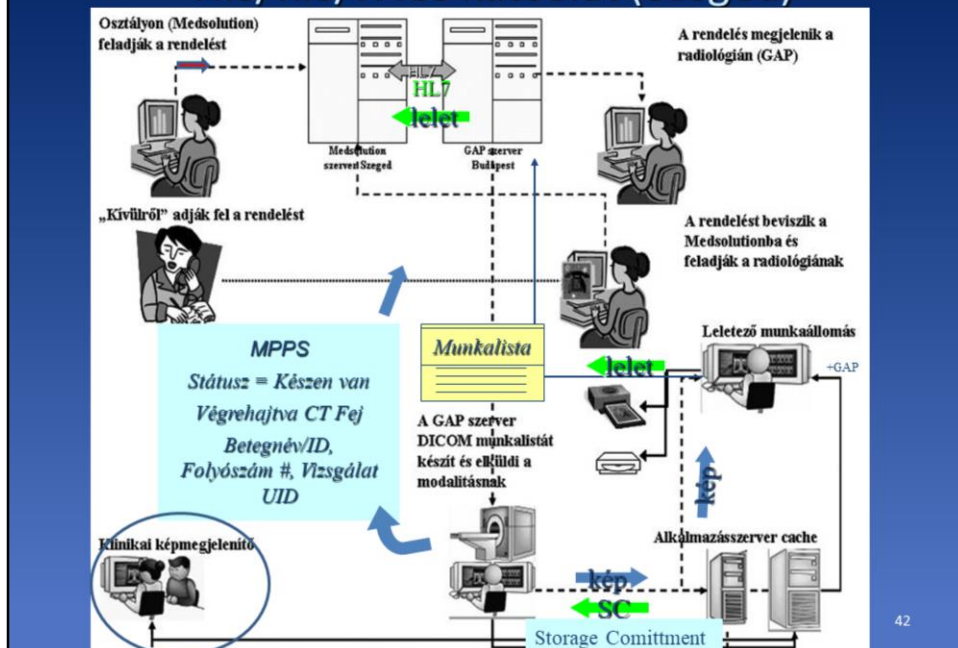 (Szeged)
Osztályon (Medsolution)
feladják a rendelést
A rendelés megjelenik a
radiológián (GAP)
HL7
HL7
lelet
Medsolution
szerver Szeged
GAP szerver
Budapest
„Kívülről” adják fel a rendelést
A rendelést beviszik a
Medsolutionba és
feladják a radiológiának
MPPS
Státusz = Készen van
Végrehajtva CT Fej
Betegnév/ID,
Folyószám #, Vizsgálat
UID
Munkalista
lelet
Leletező munkaállomás
+GAP
A GAP szerver
DICOM munkalistát
készít és elküldi a
modalitásnak
kép
Klinikai képmegjelenítő
Alkalmazásszerver cache
kép
SC
Storage Comittment
42